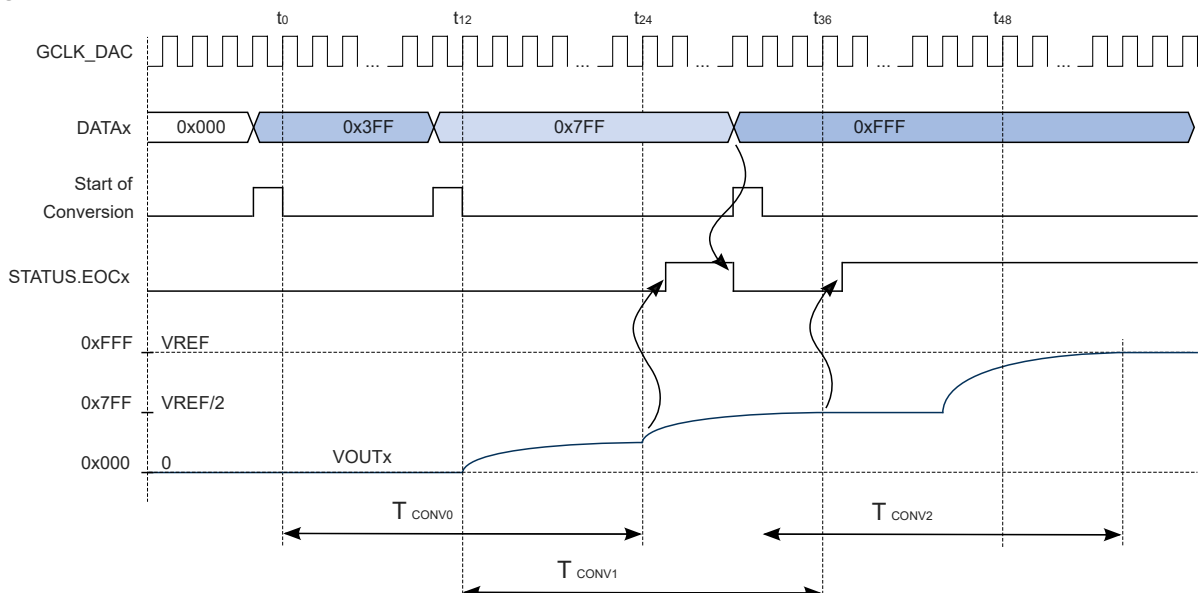 t0 t12 t24 t36 t48
GCLK_DAC ... ... ... ... ...
DATAx 0x000 0x3FF 0x7FF 0xFFF
Start of
Conversion
STATUS.EOCx
0xFFF VREF
0x7FF VREF/2
0x000 0 VOUTx
T CONV0 T CONV2
T CONV1